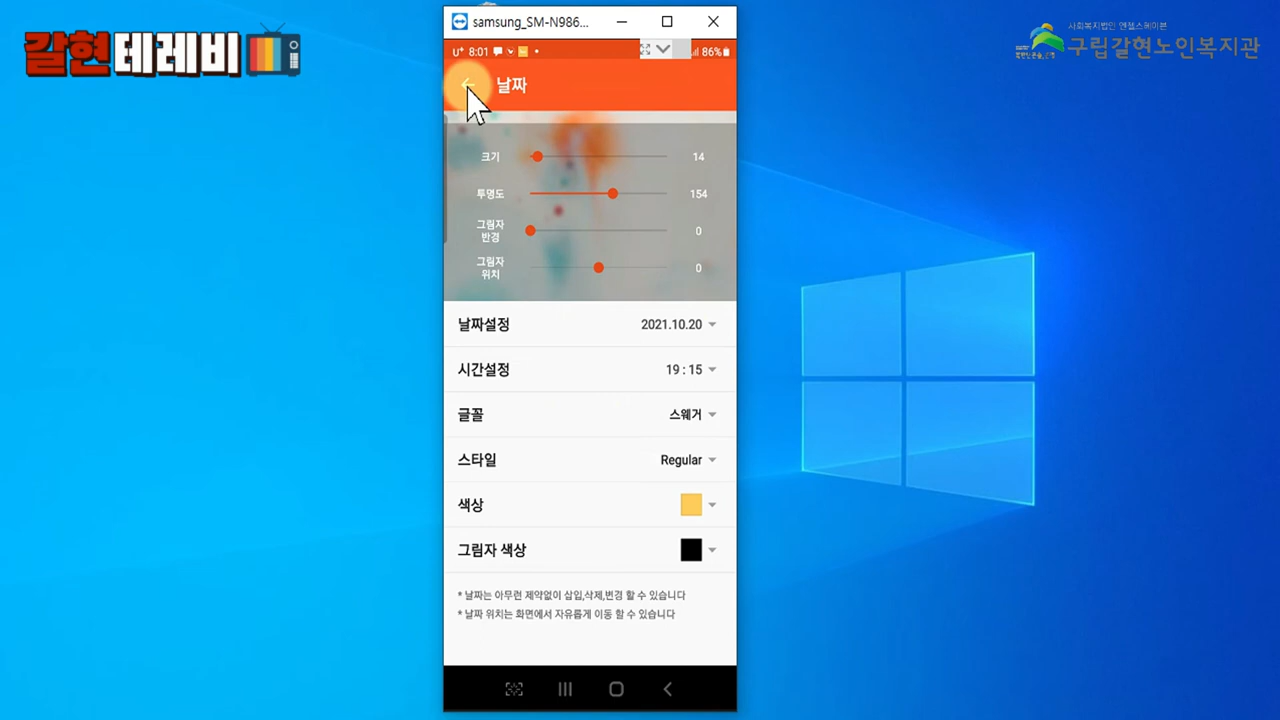 갈현테레비
samsung_SM-N986...
사회복지법인 엔젤스헤이븐
구립갈현노인복지관
U+ 8:01
86%
날짜
크기 14
투명도 154
그림자
반경 0
그림자
위치 0
날짜설정 2021.10.20
시간설정 19 : 15
글꼴 스웨거
스타일 Regular
색상
그림자 색상
* 날짜는 아무런 제약없이 삽입,삭제,변경 할 수 있습니다
* 날짜 위치는 화면에서 자유롭게 이동 할 수 있습니다